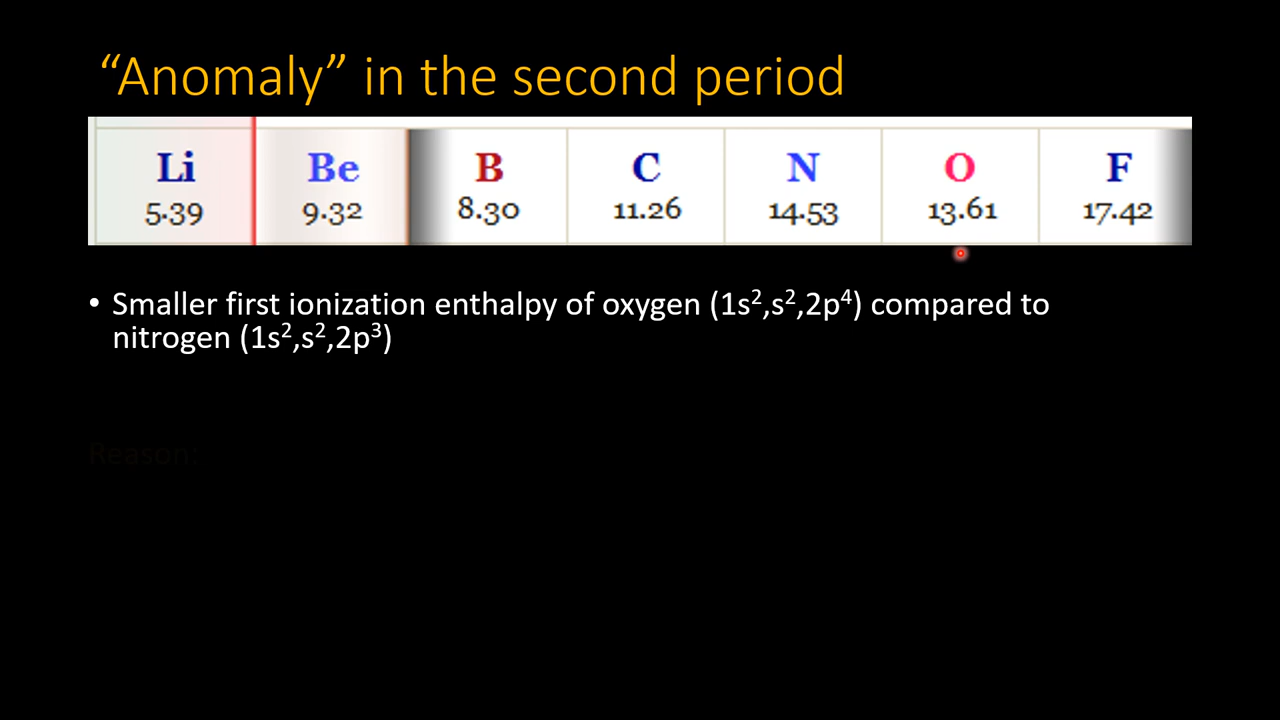 “Anomaly” in the second period
Li Be B C N O F
5.39 9.32 8.30 11.26 14.53 13.61 17.42
• Smaller first ionization enthalpy of oxygen (1s²,s²,2p⁴) compared to
nitrogen (1s²,s²,2p³)
Reason: